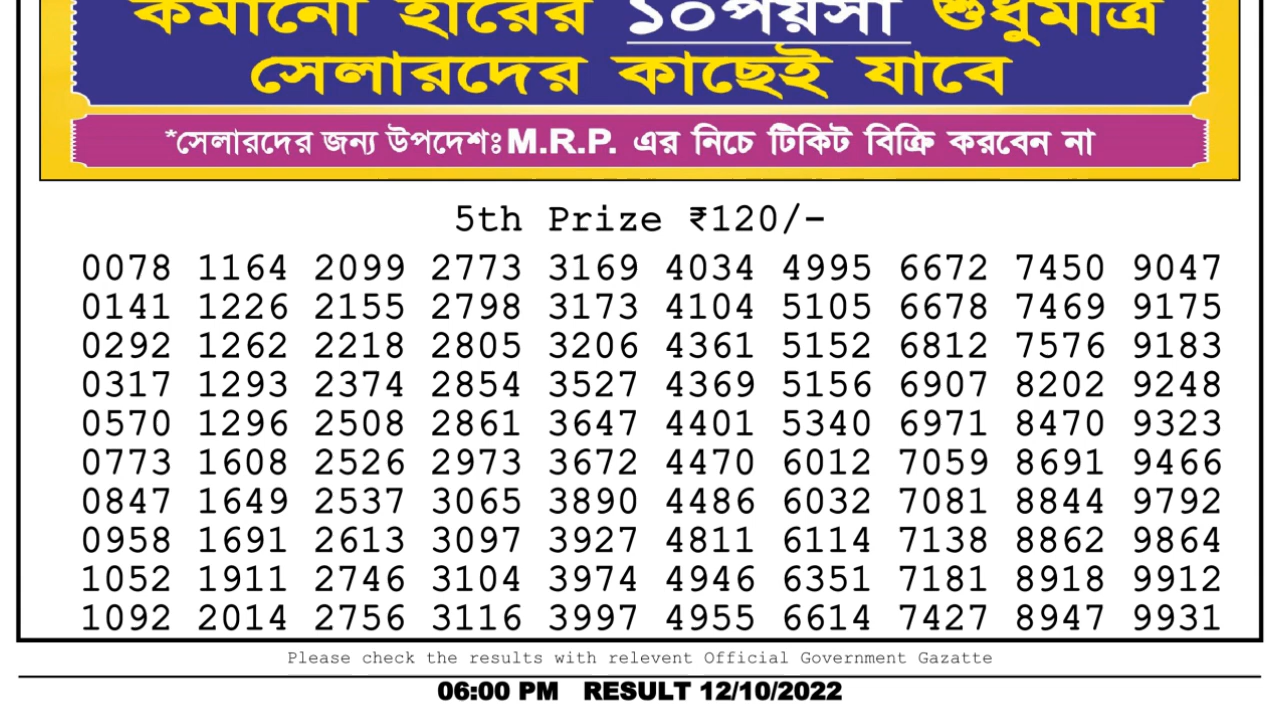 কমানো হারের ১০পয়সা শুধুমাত্র
সেলারদের কাছেই যাবে
*সেলারদের জন্য উপদেশঃ M.R.P. এর নিচে টিকিট বিক্রি করবেন না
5th Prize ₹120/-
0078 1164 2099 2773 3169 4034 4995 6672 7450 9047
0141 1226 2155 2798 3173 4104 5105 6678 7469 9175
0292 1262 2218 2805 3206 4361 5152 6812 7576 9183
0317 1293 2374 2854 3527 4369 5156 6907 8202 9248
0570 1296 2508 2861 3647 4401 5340 6971 8470 9323
0773 1608 2526 2973 3672 4470 6012 7059 8691 9466
0847 1649 2537 3065 3890 4486 6032 7081 8844 9792
0958 1691 2613 3097 3927 4811 6114 7138 8862 9864
1052 1911 2746 3104 3974 4946 6351 7181 8918 9912
1092 2014 2756 3116 3997 4955 6614 7427 8947 9931
Please check the results with relevent Official Government Gazatte
06:00 PM RESULT 12/10/2022